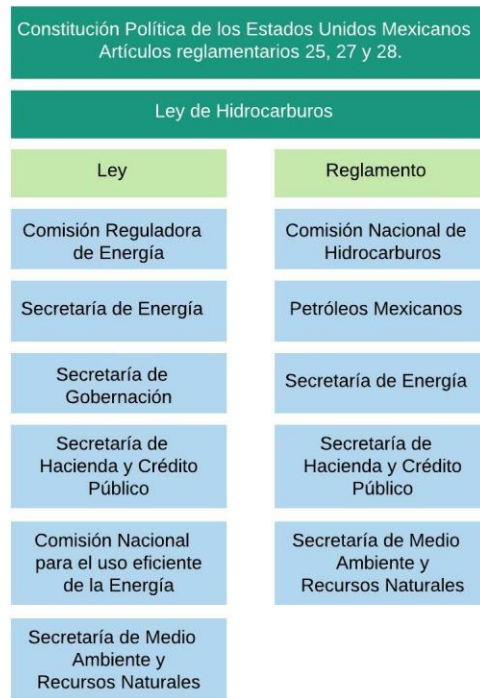 Constitución Política de los Estados Unidos Mexicanos
Artículos reglamentarios 25, 27 y 28.
Ley de Hidrocarburos
Ley
Comisión Reguladora
de Energía
Secretaría de Energía
Secretaría de
Gobernación
Secretaría de
Hacienda y Crédito
Público
Comisión Nacional
para el uso eficiente
de la Energía
Secretaría de Medio
Ambiente y
Recursos Naturales
Reglamento
Comisión Nacional de
Hidrocarburos
Petróleos Mexicanos
Secretaría de Energía
Secretaría de
Hacienda y Crédito
Público
Secretaría de Medio
Ambiente y
Recursos Naturales